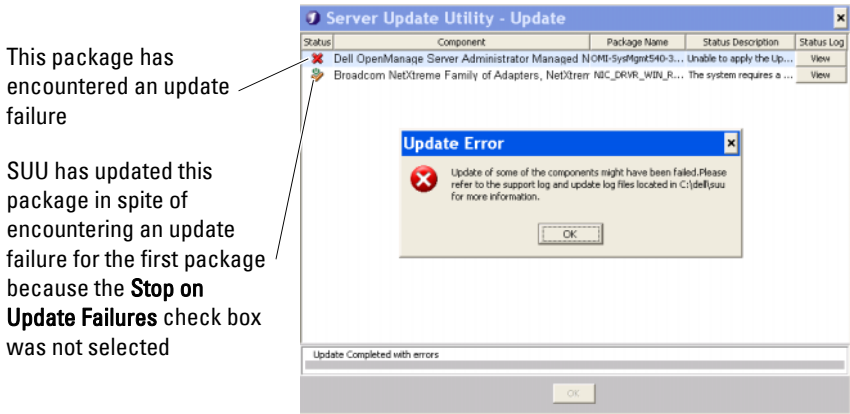 This package has
encountered an update
failure
SUU has updated this
package in spite of
encountering an update
failure for the first package
because the Stop on
Update Failures check box
was not selected
Server Update Utility - Update
Status Component Package Name Status Description Status Log
Dell OpenManage Server Administrator Managed N OMI-SysMgmt540-3... Unable to apply the Up... View
Broadcom NetXtreme Family of Adapters, NetXtrem NIC_DRVR_WIN_R... The system requires a ... View
Update Error
Update of some of the components might have been failed.Please
refer to the support log and update log files located in C:\dell\suu
for more information.
OK
Update Completed with errors
OK